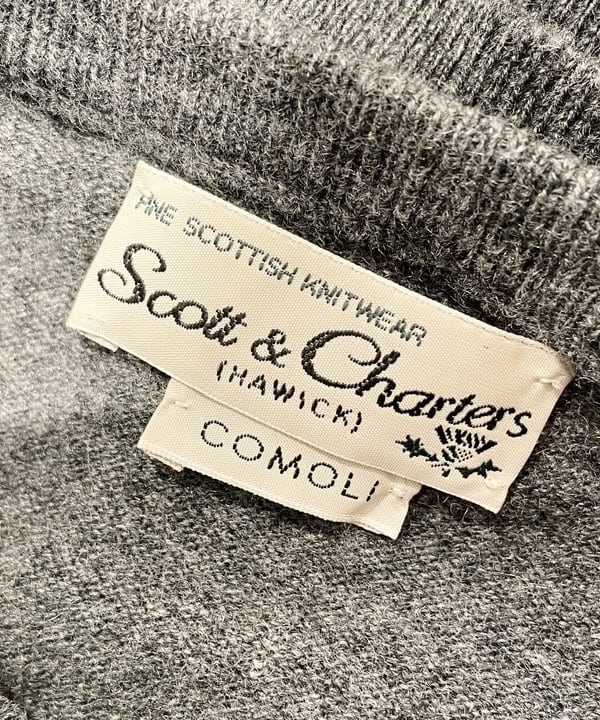 FINE SCOTTISH KNITWEAR
Scott & Charters
(HAWICK)
COMOLI